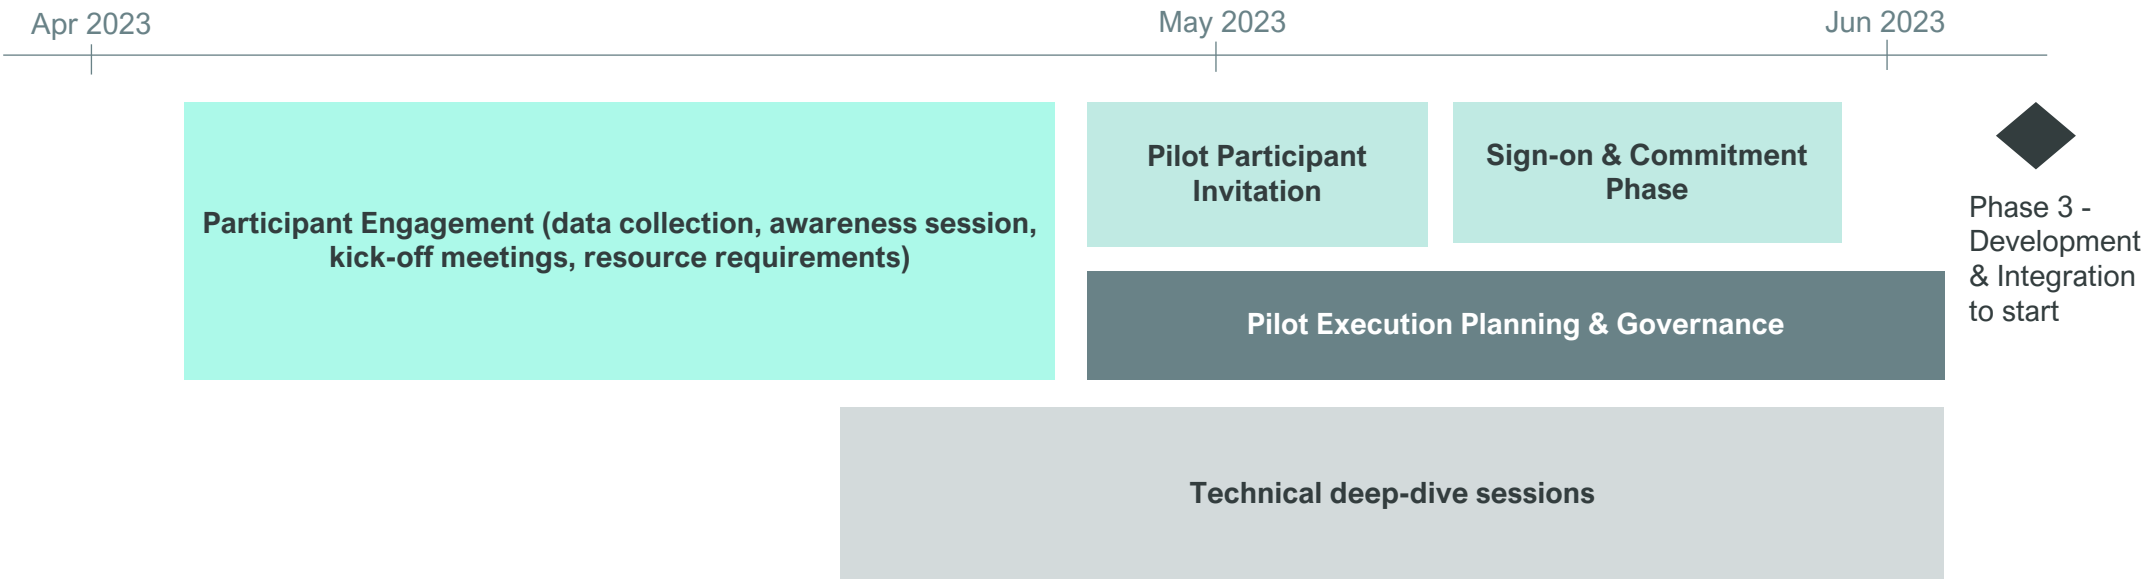 Apr 2023
May 2023
Jun 2023
Participant Engagement (data collection, awareness session,
kick-off meetings, resource requirements)
Pilot Participant
Invitation
Sign-on & Commitment
Phase
Phase 3 -
Development
& Integration
to start
Pilot Execution Planning & Governance
Technical deep-dive sessions